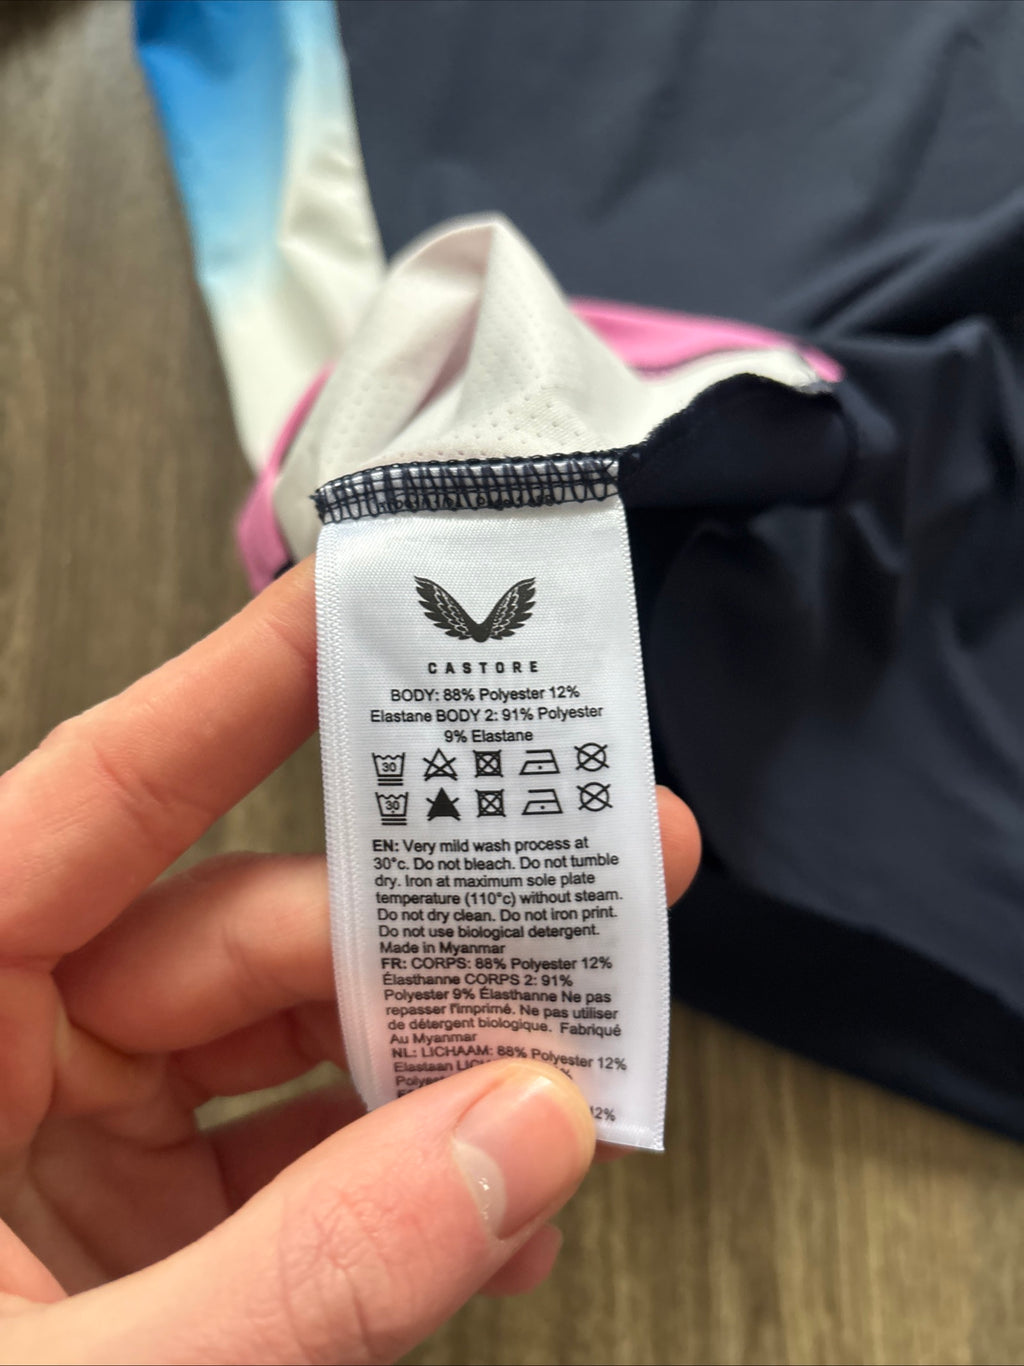 CASTORE
BODY: 88% Polyester 12%
Elastane BODY 2: 91% Polyester
9% Elastane
30
30
EN: Very mild wash process at
30°c. Do not bleach. Do not tumble
dry. Iron at maximum sole plate
temperature (110°c) without steam.
Do not dry clean. Do not iron print.
Do not use biological detergent.
Made in Myanmar
FR: CORPS: 88% Polyester 12%
Élasthanne CORPS 2: 91%
Polyester 9% Élasthanne Ne pas
repasser l'imprimé. Ne pas utiliser
de détergent biologique. Fabriqué
Au Myanmar
NL: LICHAAM: 88% Polyester 12%
Elastaan
12%